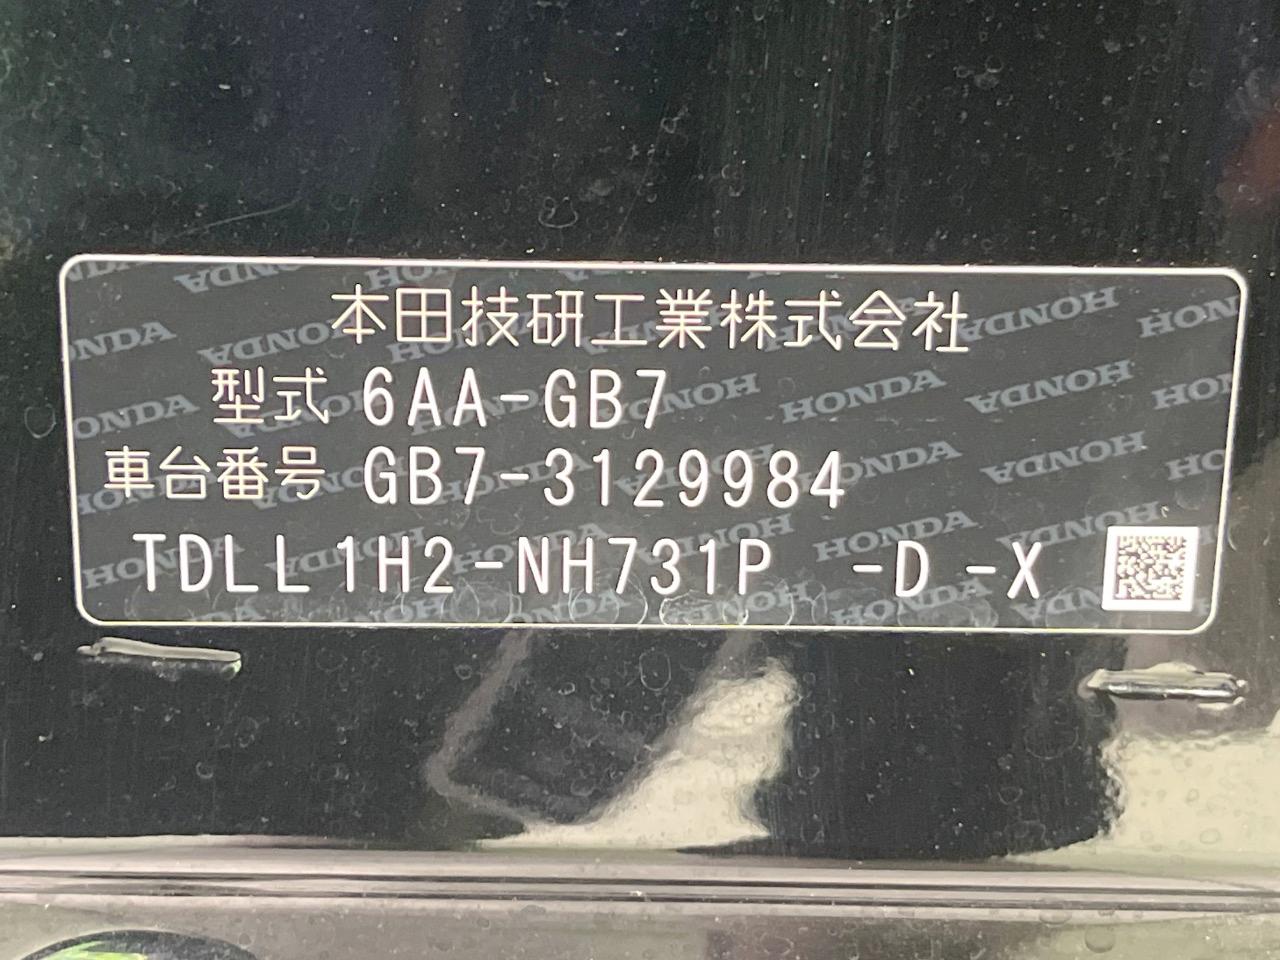 本田技研工業株式会社
型式 6AA-GB7
車台番号 GB7-3129984
TDLL1H2-NH731P -D -X